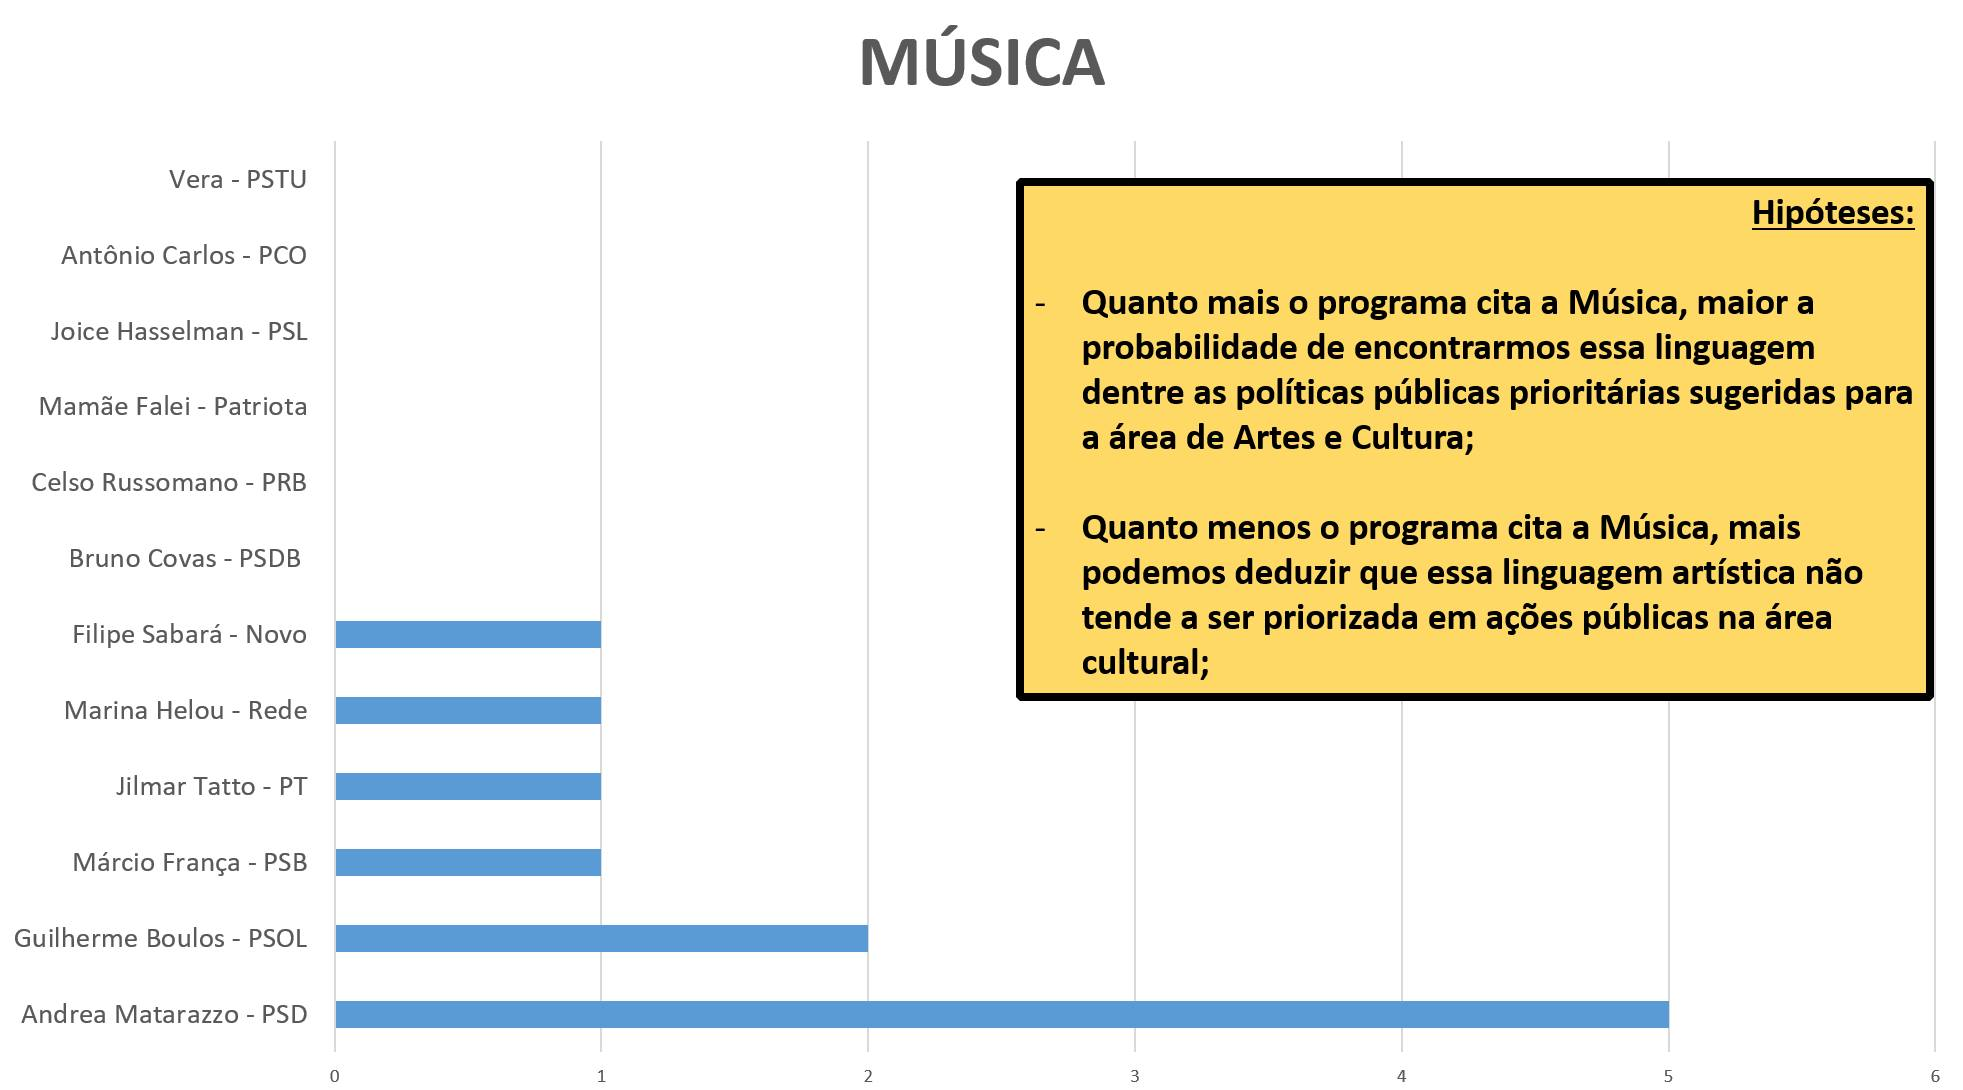 MÚSICA
Vera - PSTU
Antônio Carlos - PCO
Joice Hasselman - PSL
Mamãe Falei - Patriota
Celso Russomano - PRB
Bruno Covas - PSDB
Filipe Sabará - Novo
Marina Helou - Rede
Jilmar Tatto - PT
Márcio França - PSB
Guilherme Boulos - PSOL
Andrea Matarazzo - PSD
Hipóteses:
- Quanto mais o programa cita a Música, maior a
probabilidade de encontrarmos essa linguagem
dentre as políticas públicas prioritárias sugeridas para
a área de Artes e Cultura;
- Quanto menos o programa cita a Música, mais
podemos deduzir que essa linguagem artística não
tende a ser priorizada em ações públicas na área
cultural;
0 1 2 3 4 5 6